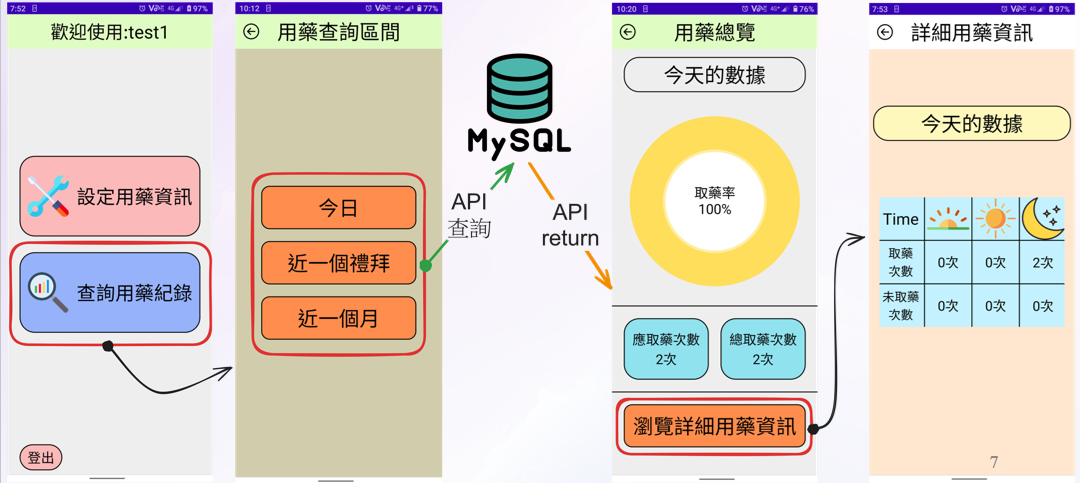 7:52
4G
97%
歡迎使用:test1
設定用藥資訊
查詢用藥紀錄
登出
10:12
4G+
77%
用藥查詢區間
今日
近一個禮拜
近一個月
API
查詢
MySQL
API
return
10:20
4G+
76%
用藥總覽
今天的數據
取藥率
100%
應取藥次數
2次
總取藥次數
2次
瀏覽詳細用藥資訊
7:53
4G
97%
詳細用藥資訊
今天的數據
Time
取藥
次數
0次 0次 2次
未取藥
次數
0次 0次 0次
7